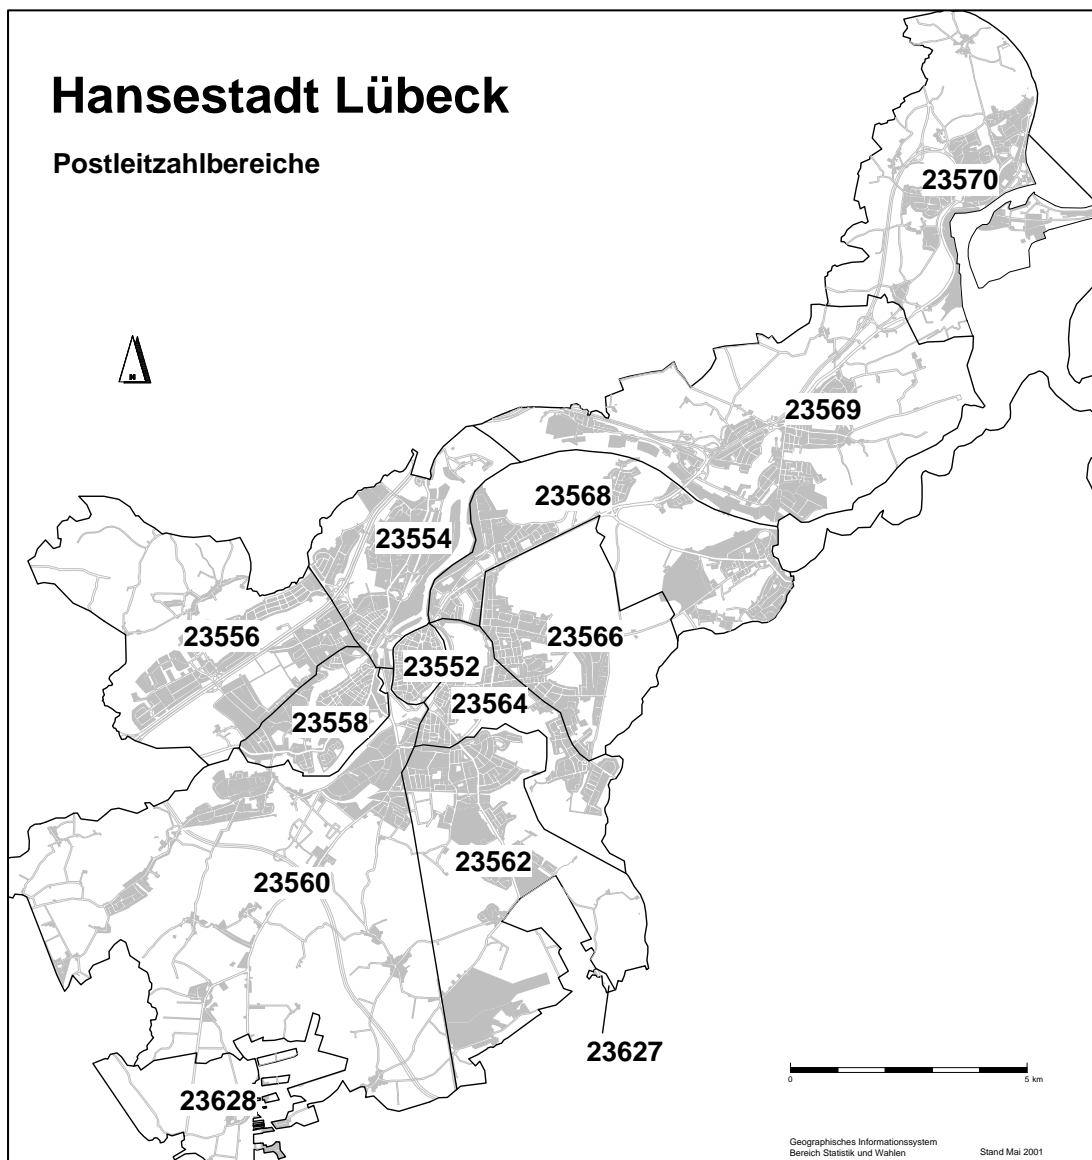 Hansestadt Lübeck
Postleitzahlbereiche
23570
23569
23568
23554
23556
23566
23552
23564
23558
23562
23560
23627
23628
0 5 km
Geographisches Informationssystem
Bereich Statistik und Wahlen Stand Mai 2001